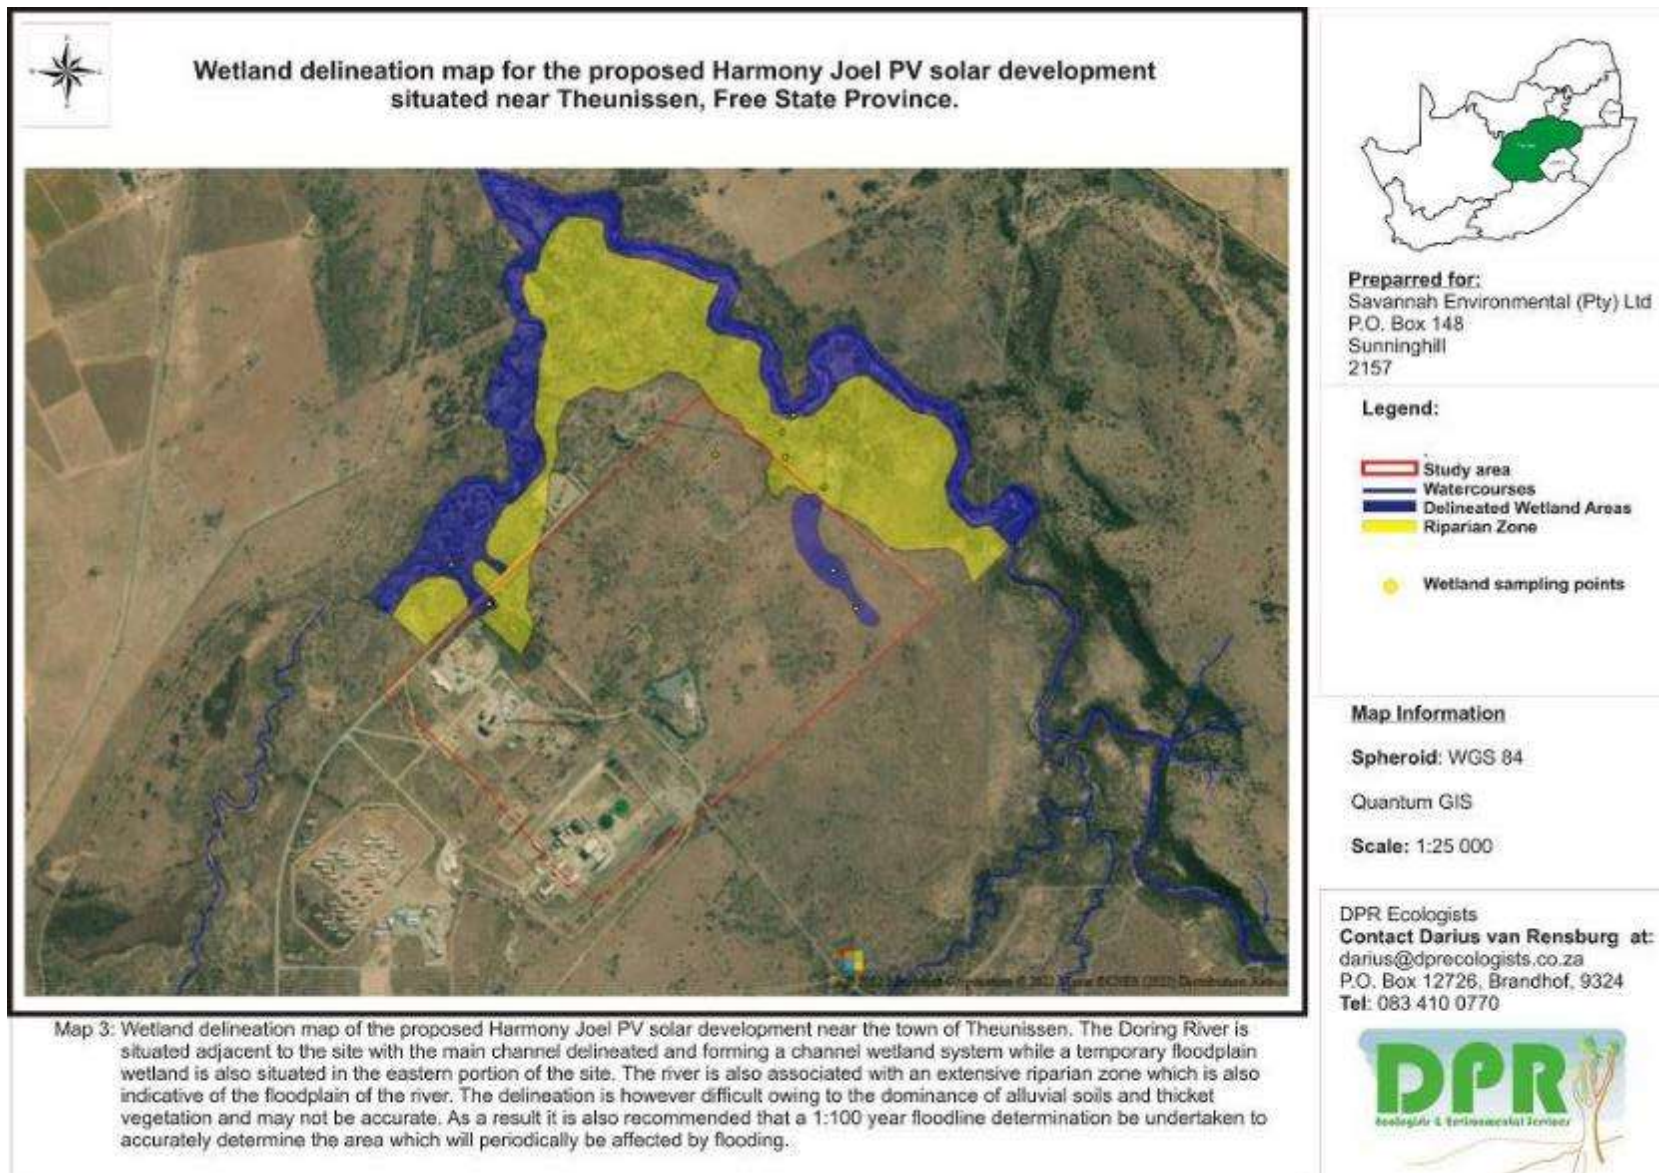 Wetland delineation map for the proposed Harmony Joel PV solar development
situated near Theunissen, Free State Province.
Preparred for:
Savannah Environmental (Pty) Ltd
P.O. Box 148
Sunninghill
2157
Legend:
Study area
Watercourses
Delineated Wetland Areas
Riparian Zone
Wetland sampling points
Map Information
Spheroid: WGS 84
Quantum GIS
Scale: 1:25 000
DPR Ecologists
Contact Darius van Rensburg at:
darius@dprecologists.co.za
P.O. Box 12726, Brandhof, 9324
Tel: 083 410 0770
DPR
Ecologists & Environmental Services
Map 3: Wetland delineation map of the proposed Harmony Joel PV solar development near the town of Theunissen. The Doring River is
situated adjacent to the site with the main channel delineated and forming a channel wetland system while a temporary floodplain
wetland is also situated in the eastern portion of the site. The river is also associated with an extensive riparian zone which is also
indicative of the floodplain of the river. The delineation is however difficult owing to the dominance of alluvial soils and thicket
vegetation and may not be accurate. As a result it is also recommended that a 1:100 year floodline determination be undertaken to
accurately determine the area which will periodically be affected by flooding.